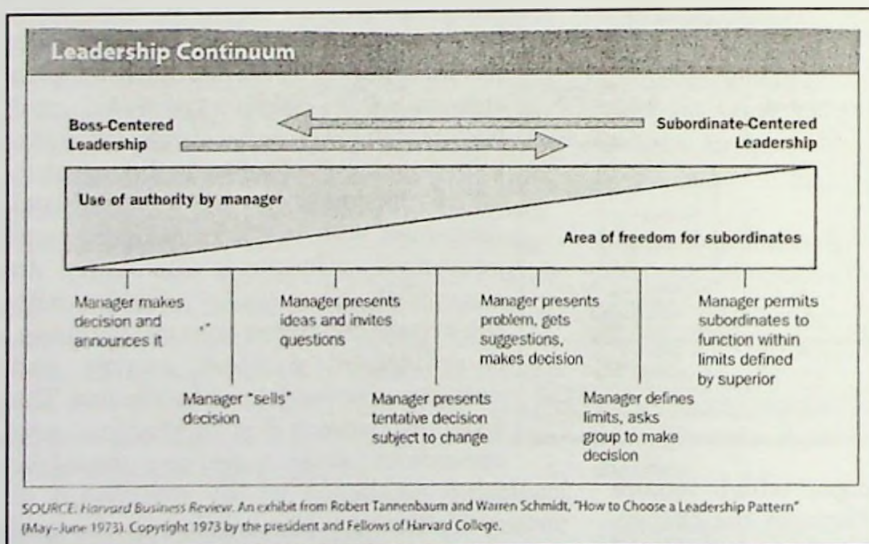 Leadership Continuum
Boss-Centered
Leadership
Subordinate-Centered
Leadership
Use of authority by manager
Area of freedom for subordinates
Manager makes
decision and
announces it
Manager "sells"
decision
Manager presents
ideas and invites
questions
Manager presents
tentative decision
subject to change
Manager presents
problem, gets
suggestions,
makes decision
Manager defines
limits, asks
group to make
decision
Manager permits
subordinates to
function within
limits defined
by superior
SOURCE: Harvard Business Review. An exhibit from Robert Tannenbaum and Warren Schmidt, "How to Choose a Leadership Pattern"
(May–June 1973). Copyright 1973 by the president and Fellows of Harvard College.